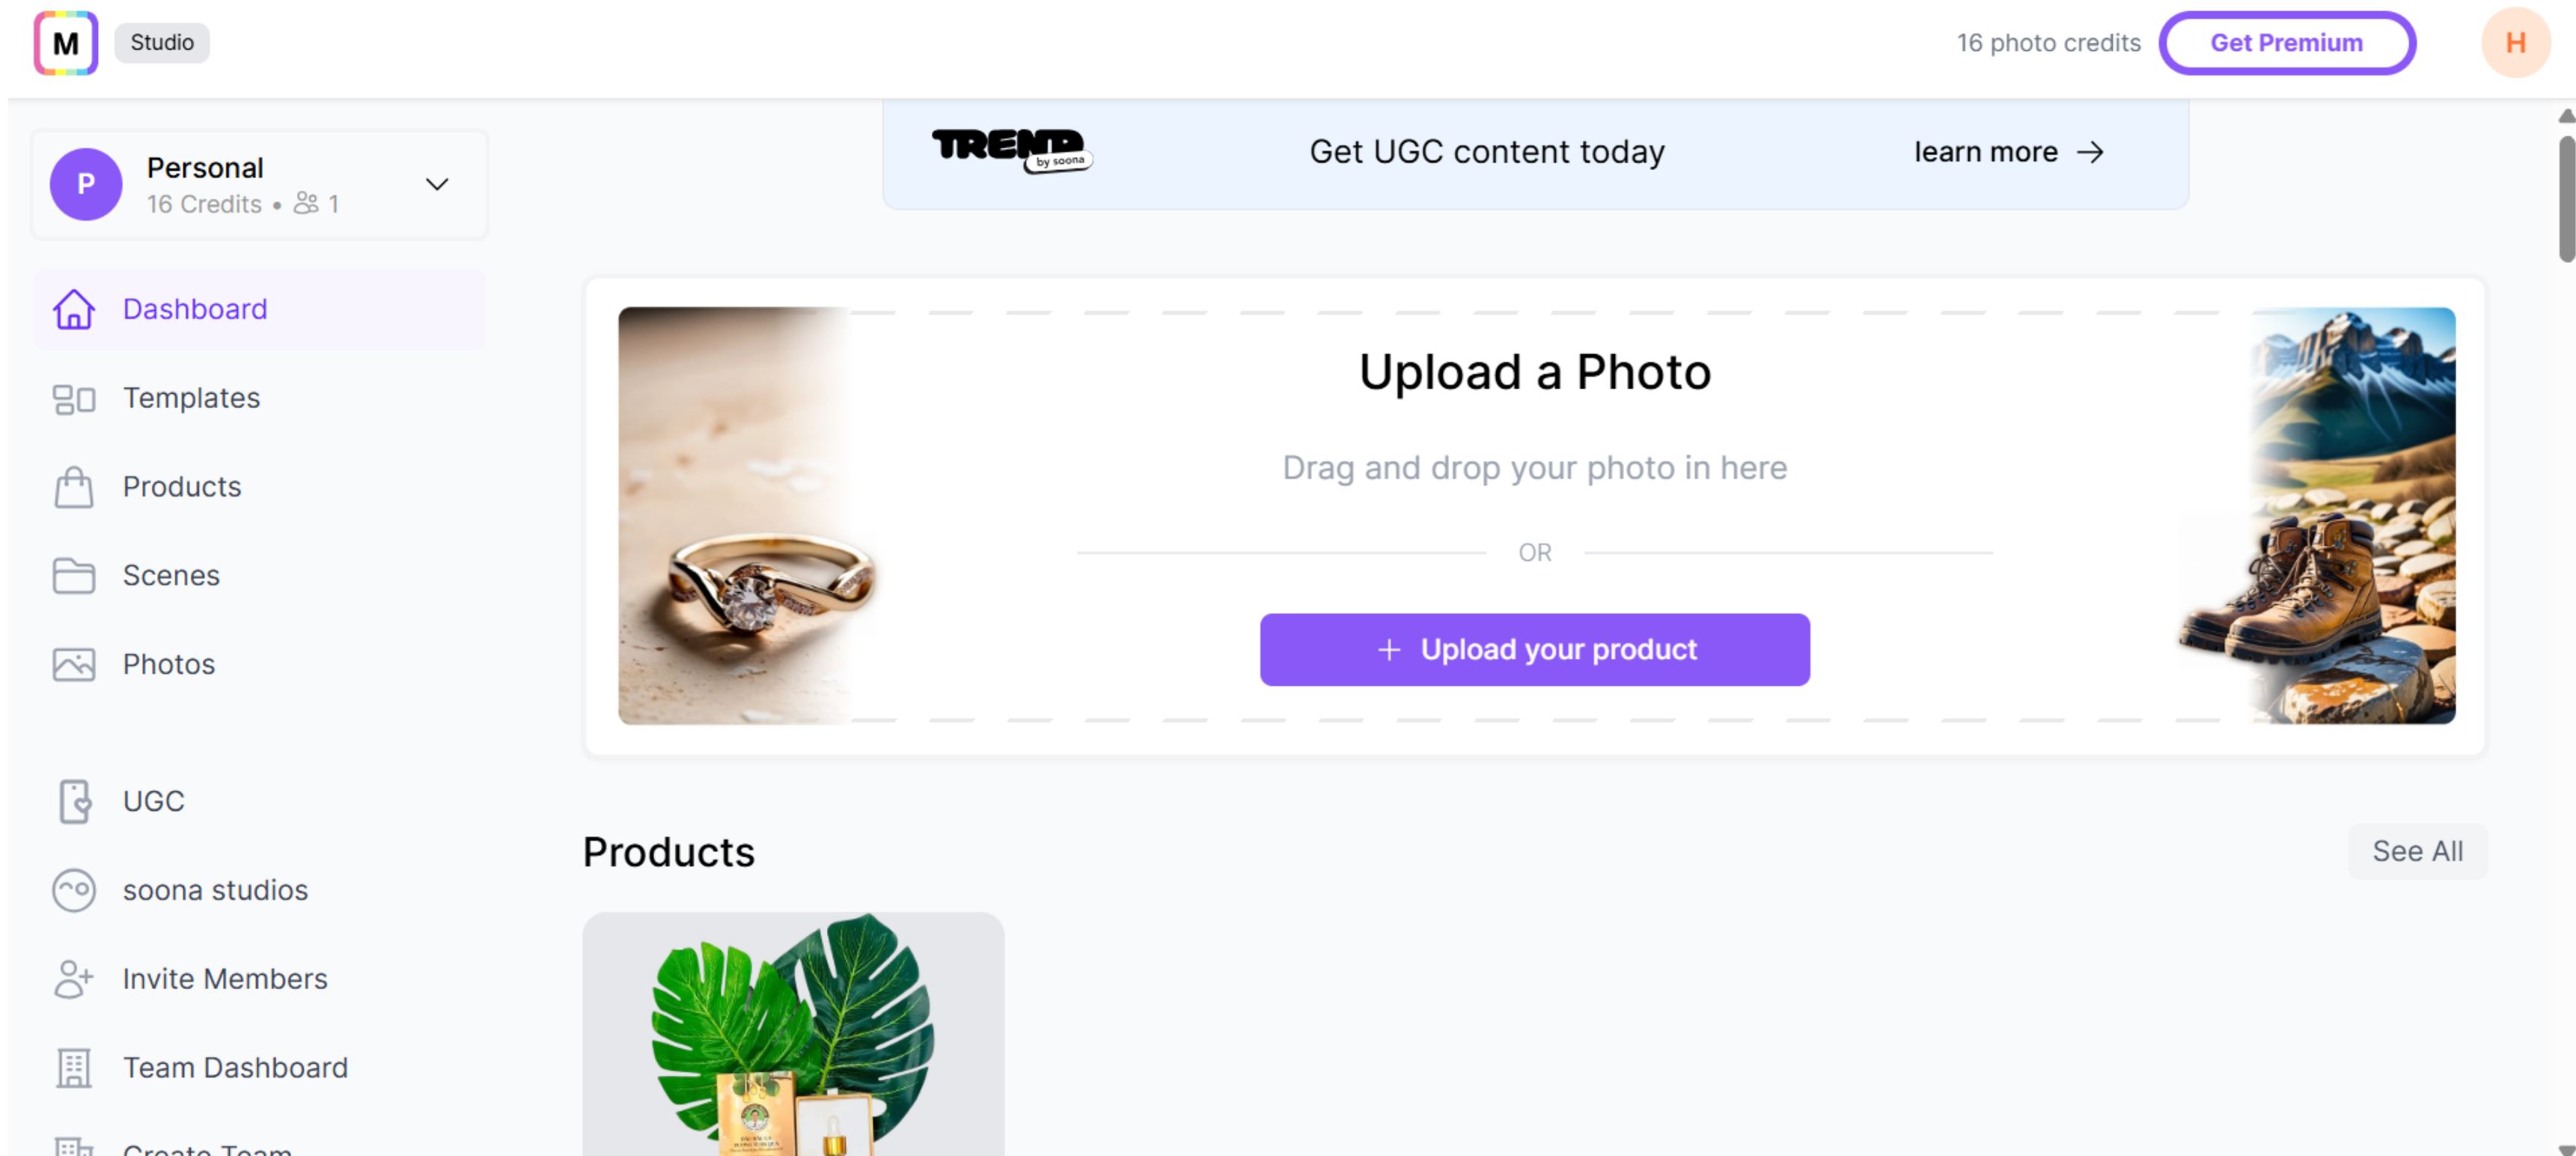 M
Studio
16 photo credits
Get Premium
H
P
Personal
16 Credits • 1
Dashboard
Templates
Products
Scenes
Photos
UGC
soona studios
Invite Members
Team Dashboard
Create Team
TREND
by soona
Get UGC content today
learn more →
Upload a Photo
Drag and drop your photo in here
OR
+ Upload your product
Products
See All